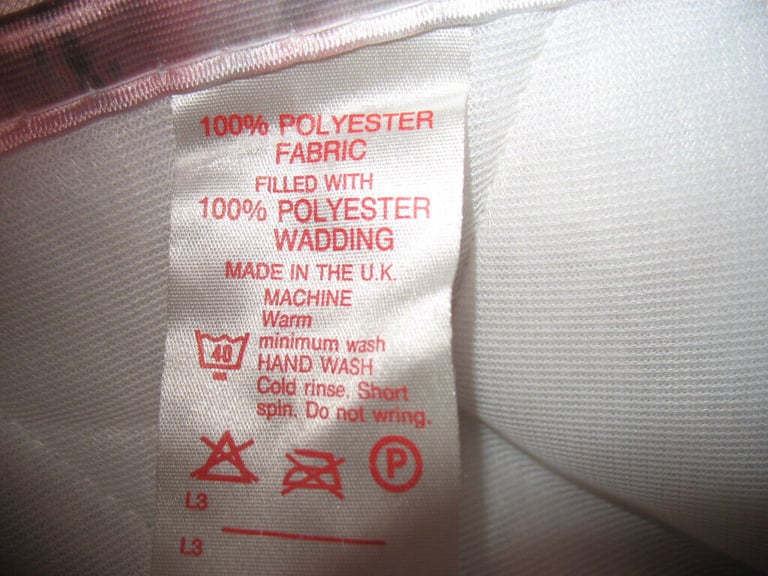 100% POLYESTER
FABRIC
FILLED WITH
100% POLYESTER
WADDING
MADE IN THE U.K.
MACHINE
Warm
minimum wash
40
HAND WASH
Cold rinse. Short
spin. Do not wring.
P
L3
L3